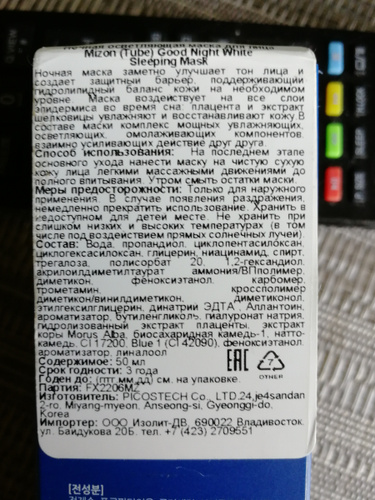 Ночная осветляющая маска для лица
Mizon (Tube) Good Night White
Sleeping Mask
Ночная маска заметно улучшает тон лица и
создает защитный барьер, поддерживающий
гидролипидный баланс кожи на необходимом
уровне Маска воздействует на все слои
эпидермиса во время сна плацента и экстракт
шелковицы увлажняют и восстанавливают кожу.В
составе маски комплекс мощных увлажняющих,
осветляющих, омолаживающих компонентов,
взаимно усиливающих действие друг друга
Способ использования: На последнем этапе
основного ухода нанести маску на чистую сухую
кожу лица легкими массажными движениями до
полного впитывания. Утром смыть остатки маски
Меры предосторожности: Только для наружного
применения. В случае появления раздражения,
немедленно прекратить использование. Хранить в
недоступном для детей месте. Не хранить при
слишком низких и высоких температурах (в том
числе под воздействием прямых солнечных лучей)
Состав: Вода, пропандиол, циклопентасилоксан,
циклогексасилоксан, глицерин, ниацинамид, спирт,
трегалоза, полисорбат 20, 1,2-гександиол,
акрилоилдиметилтаурат аммония/ВПполимер,
диметикон, феноксиэтанол, карбомер,
трометамин, кроссполимер
диметикон/винилдиметикон, диметиконол,
этилгексилглицерин, динатрий ЭДТА, Аллантоин,
ароматизатор, бутиленгликоль, гиалуронат натрия,
гидролизованный экстракт плаценты, экстракт
коры Morus Алба, биосахаридная камедь-1, натто-
камедь, CI 17200, Blue 1 (CI 42090), феноксиэтанол,
ароматизатор, линалоол
Содержимое: 50 мл
Срок годности: 3 года
Годен до: (гггг.мм.дд) см. на упаковке.
Партия: FX2206MZ
Изготовитель: PICOSTECH Co., LTD.24,je4sandan
2-ro, Miyang-myeon, Anseong-si, Gyeonggi-do,
Korea
Импортер: ООО Изолит-ДВ, 690022 Владивосток,
ул. Байдукова 20Б. тел. +7 (423) 2709551
EAC
7
OTHER
[전성분]